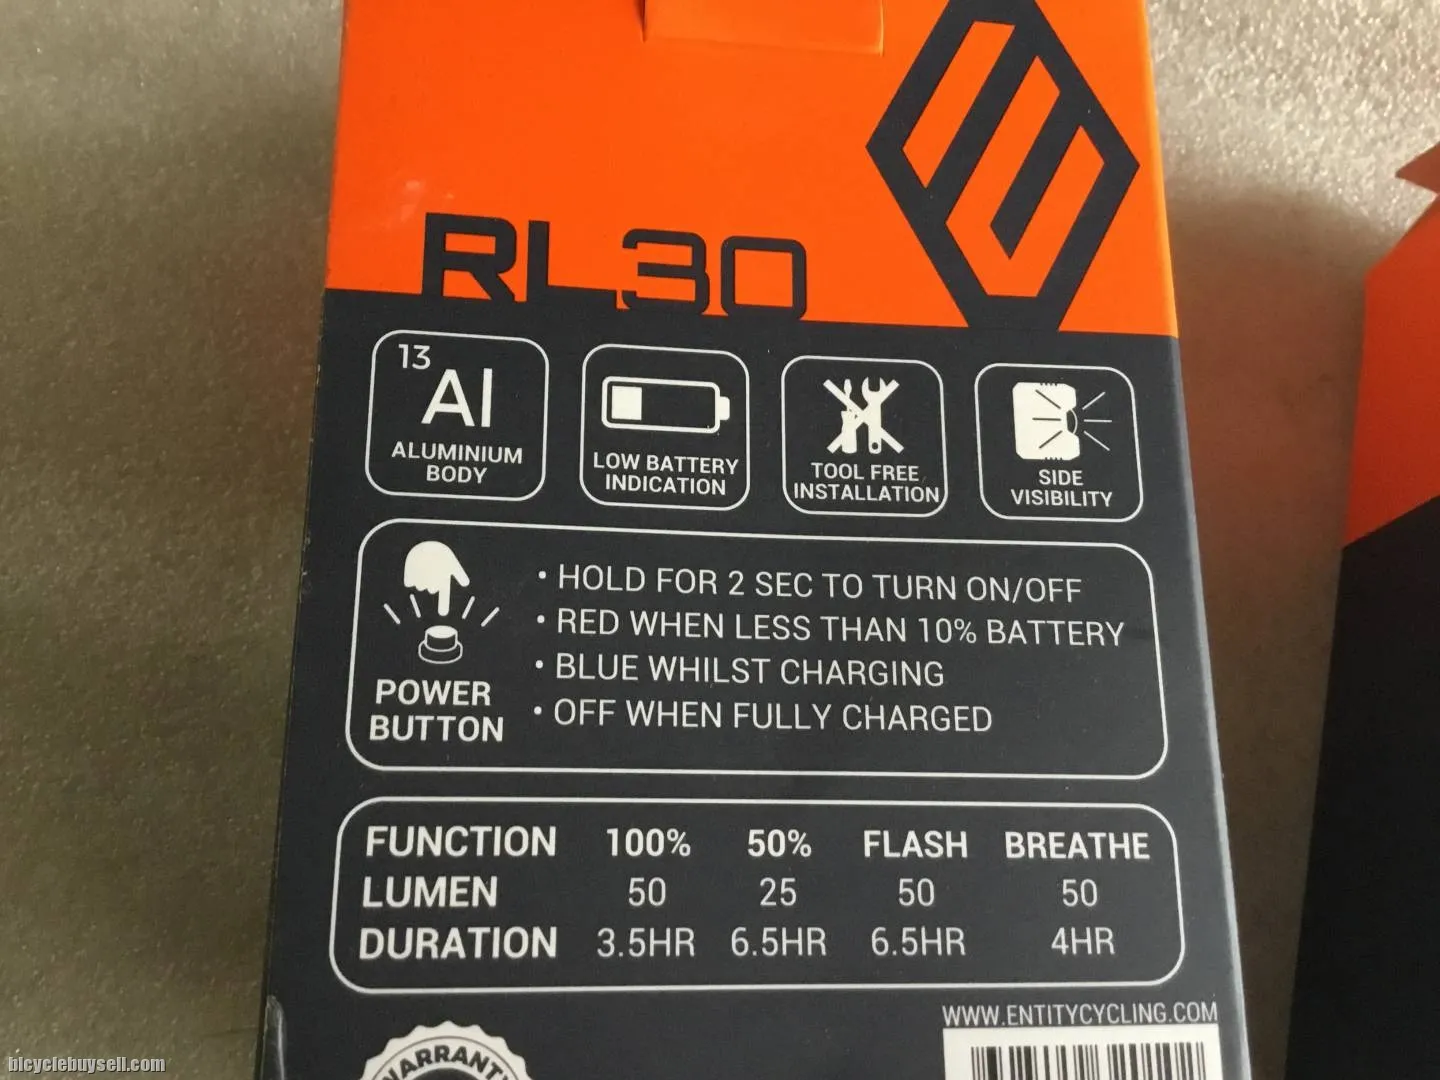 RL30
13
Al
ALUMINIUM
BODY
LOW BATTERY
INDICATION
TOOL FREE
INSTALLATION
SIDE
VISIBILITY
POWER
BUTTON
• HOLD FOR 2 SEC TO TURN ON/OFF
• RED WHEN LESS THAN 10% BATTERY
• BLUE WHILST CHARGING
• OFF WHEN FULLY CHARGED
FUNCTION 100% 50% FLASH BREATHE
LUMEN 50 25 50 50
DURATION 3.5HR 6.5HR 6.5HR 4HR
WWW.ENTITYCYCLING.COM
WARRANT
bicyclebuysell.com